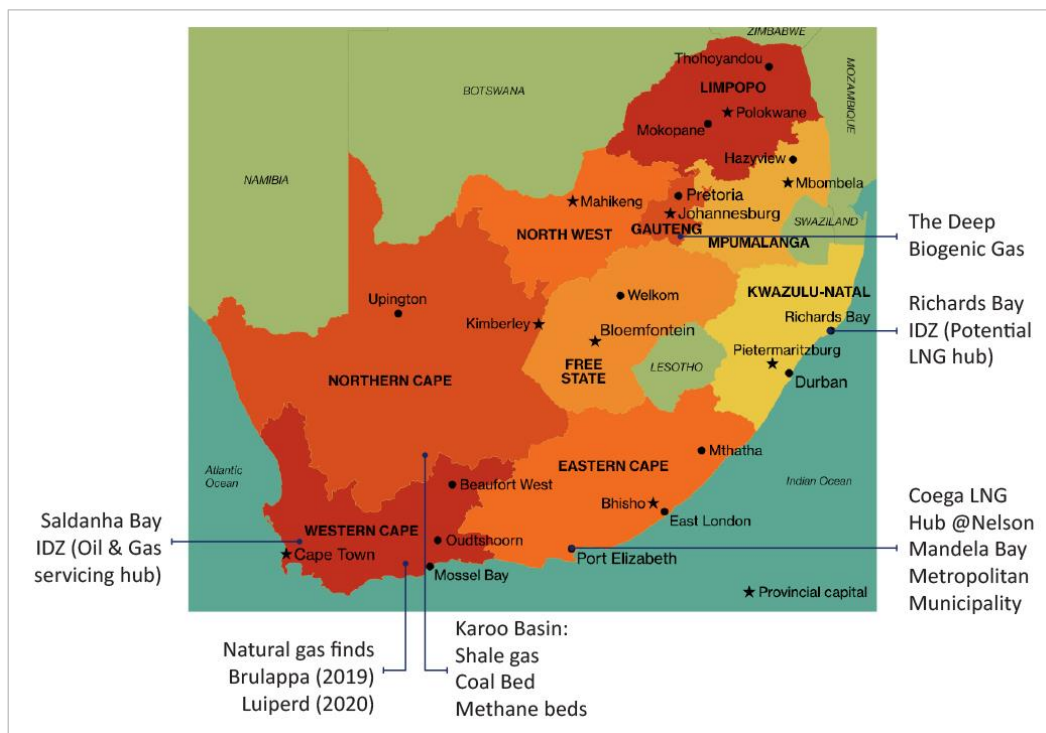 ZIMBABWE
Thohoyandou
LIMPOPO
BOTSWANA
MOZAMBIQUE
Polokwane
Mokopane
Hazyview
NAMIBIA
Mbombela
Pretoria
Mahikeng
Johannesburg
SWAZILAND
NORTH WEST
GAUTENG
MPUMALANGA
The Deep
Biogenic Gas
Welkom
KWAZULU-NATAL
Upington
Richards Bay
Kimberley
Bloemfontein
Richards Bay
IDZ (Potential
LNG hub)
Pietermaritzburg
FREE
STATE
LESOTHO
Durban
NORTHERN CAPE
Mthatha
EASTERN CAPE
Atlantic
Ocean
Indian Ocean
Beaufort West
Bhisho
East London
Coega LNG
Hub @Nelson
Mandela Bay
Metropolitan
Municipality
Saldanha Bay
IDZ (Oil & Gas
servicing hub)
WESTERN CAPE
Oudtshoorn
Cape Town
Port Elizabeth
Mossel Bay
Provincial capital
Natural gas finds
Brulappa (2019)
Luiperd (2020)
Karoo Basin:
Shale gas
Coal Bed
Methane beds